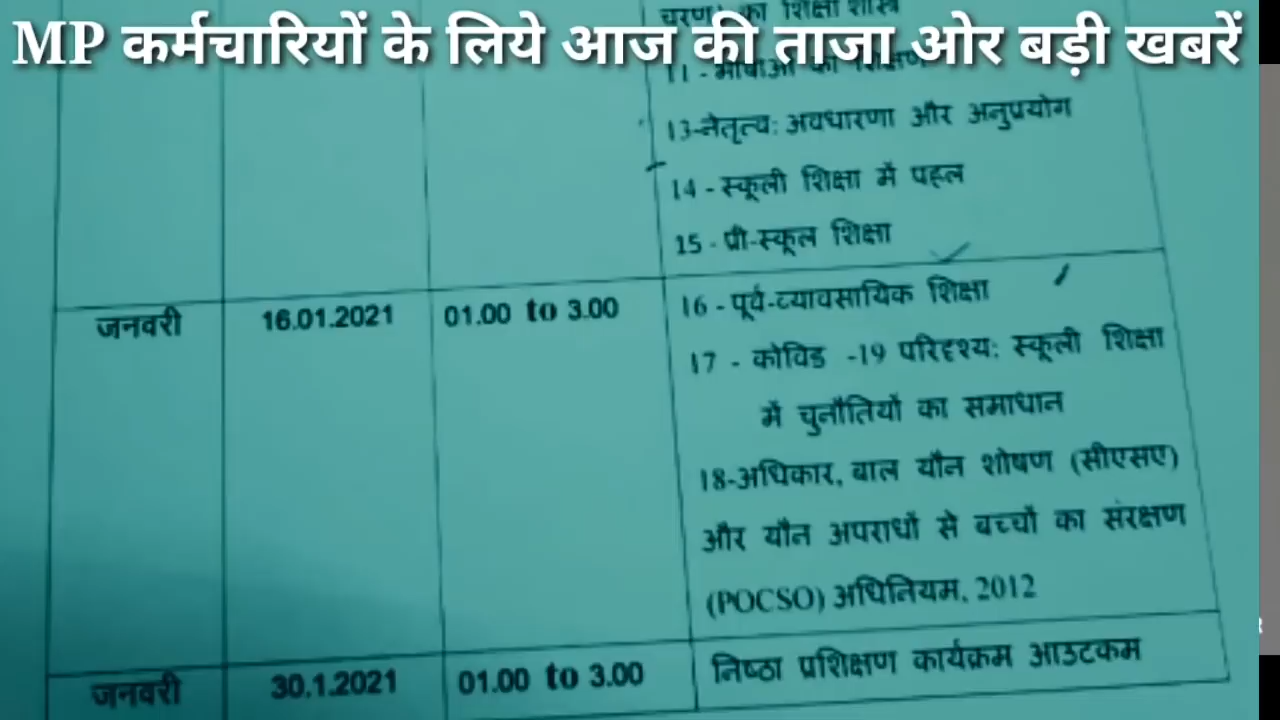 MP कर्मचारियों के लिये आज की ताजा ओर बड़ी खबरें
का शिक्षा शास्त्र
11 - भाषाओं का शिक्षण
13-नेतृत्व: अवधारणा और अनुप्रयोग
14 - स्कूली शिक्षा में पहल
15 - प्री-स्कूल शिक्षा
जनवरी 16.01.2021 01.00 to 3.00 16 - पूर्व-व्यावसायिक शिक्षा
17 - कोविड -19 परिदृश्य: स्कूली शिक्षा
में चुनौतियों का समाधान
18-अधिकार, बाल यौन शोषण (सीएसए)
और यौन अपराधों से बच्चों का संरक्षण
(POCSO) अधिनियम, 2012
जनवरी 30.1.2021 01.00 to 3.00 निष्ठा प्रशिक्षण कार्यक्रम आउटकम